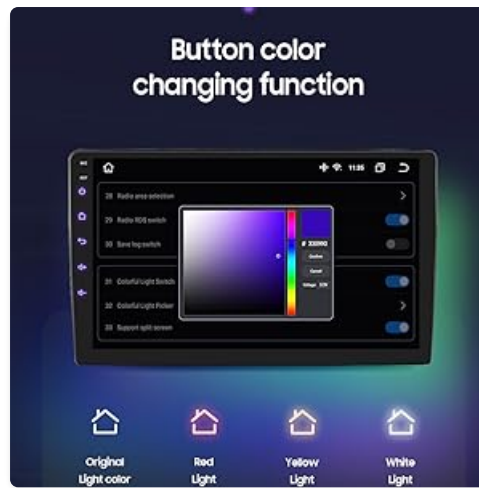 Button color
changing function
11:35
28 Radio area selection
29 Radio RDS switch
30 Save log switch
31 Colorful Light Switch
32 Colorful Light Picker
33 Support split screen
Confirm
Cancel
Original
Light color
Red
Light
Yellow
Light
White
Light